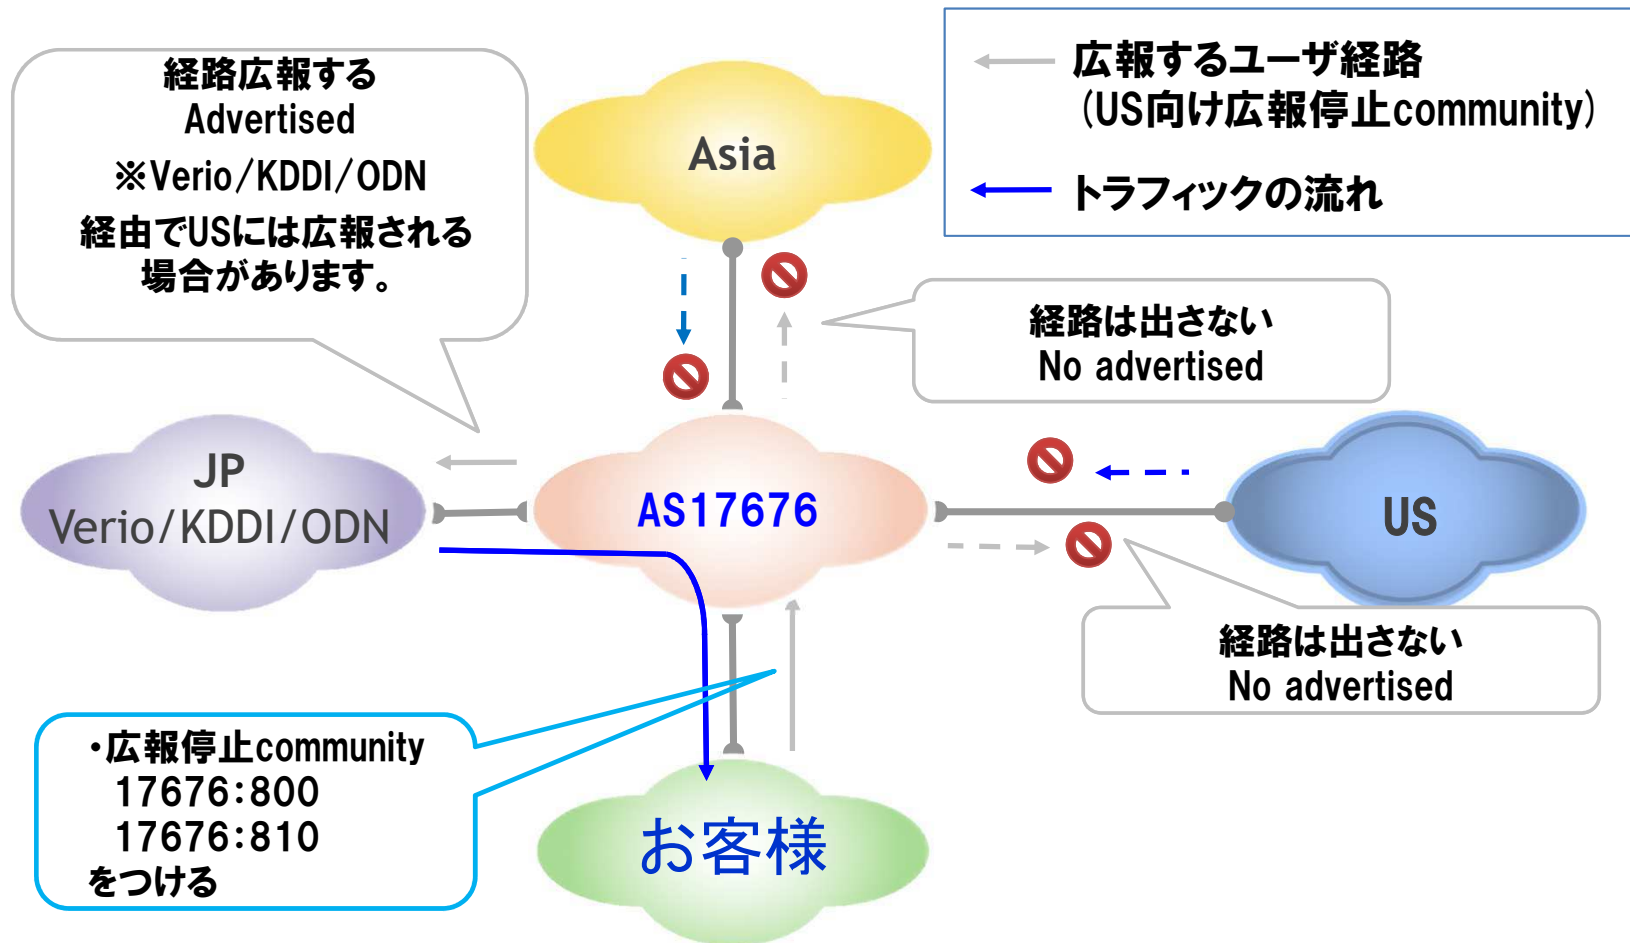 経路広報する
Advertised
※Verio/KDDI/ODN
経由でUSには広報される
場合があります。
広報するユーザ経路
(US向け広報停止community)
トラフィックの流れ
Asia
経路は出さない
No advertised
JP
Verio/KDDI/ODN
AS17676
US
経路は出さない
No advertised
・広報停止community
17676:800
17676:810
をつける
お客様